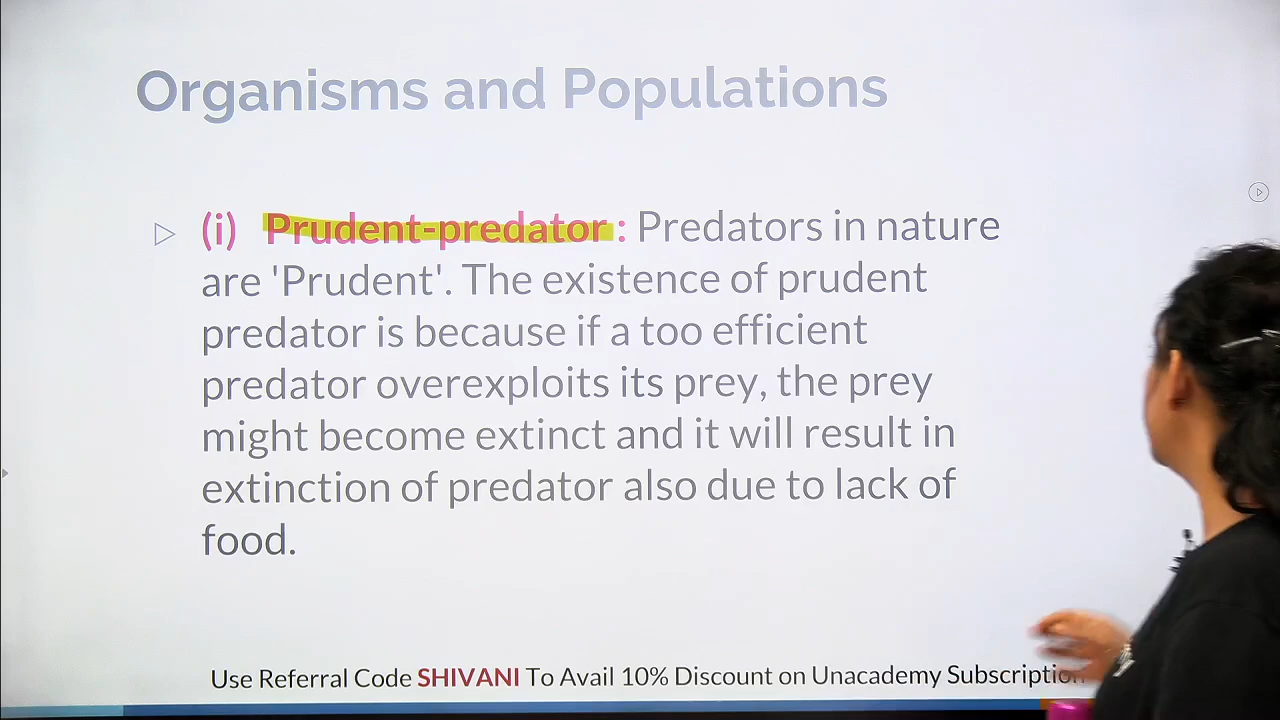 Organisms and Populations
(i) Prudent-predator : Predators in nature
are 'Prudent'. The existence of prudent
predator is because if a too efficient
predator overexploits its prey, the prey
might become extinct and it will result in
extinction of predator also due to lack of
food.
Use Referral Code SHIVANI To Avail 10% Discount on Unacademy Subscription